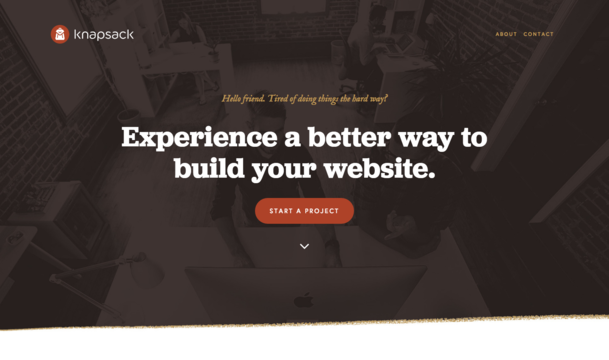 knapsack
ABOUT CONTACT
Hello friend. Tired of doing things the hard way?
Experience a better way to
build your website.
START A PROJECT